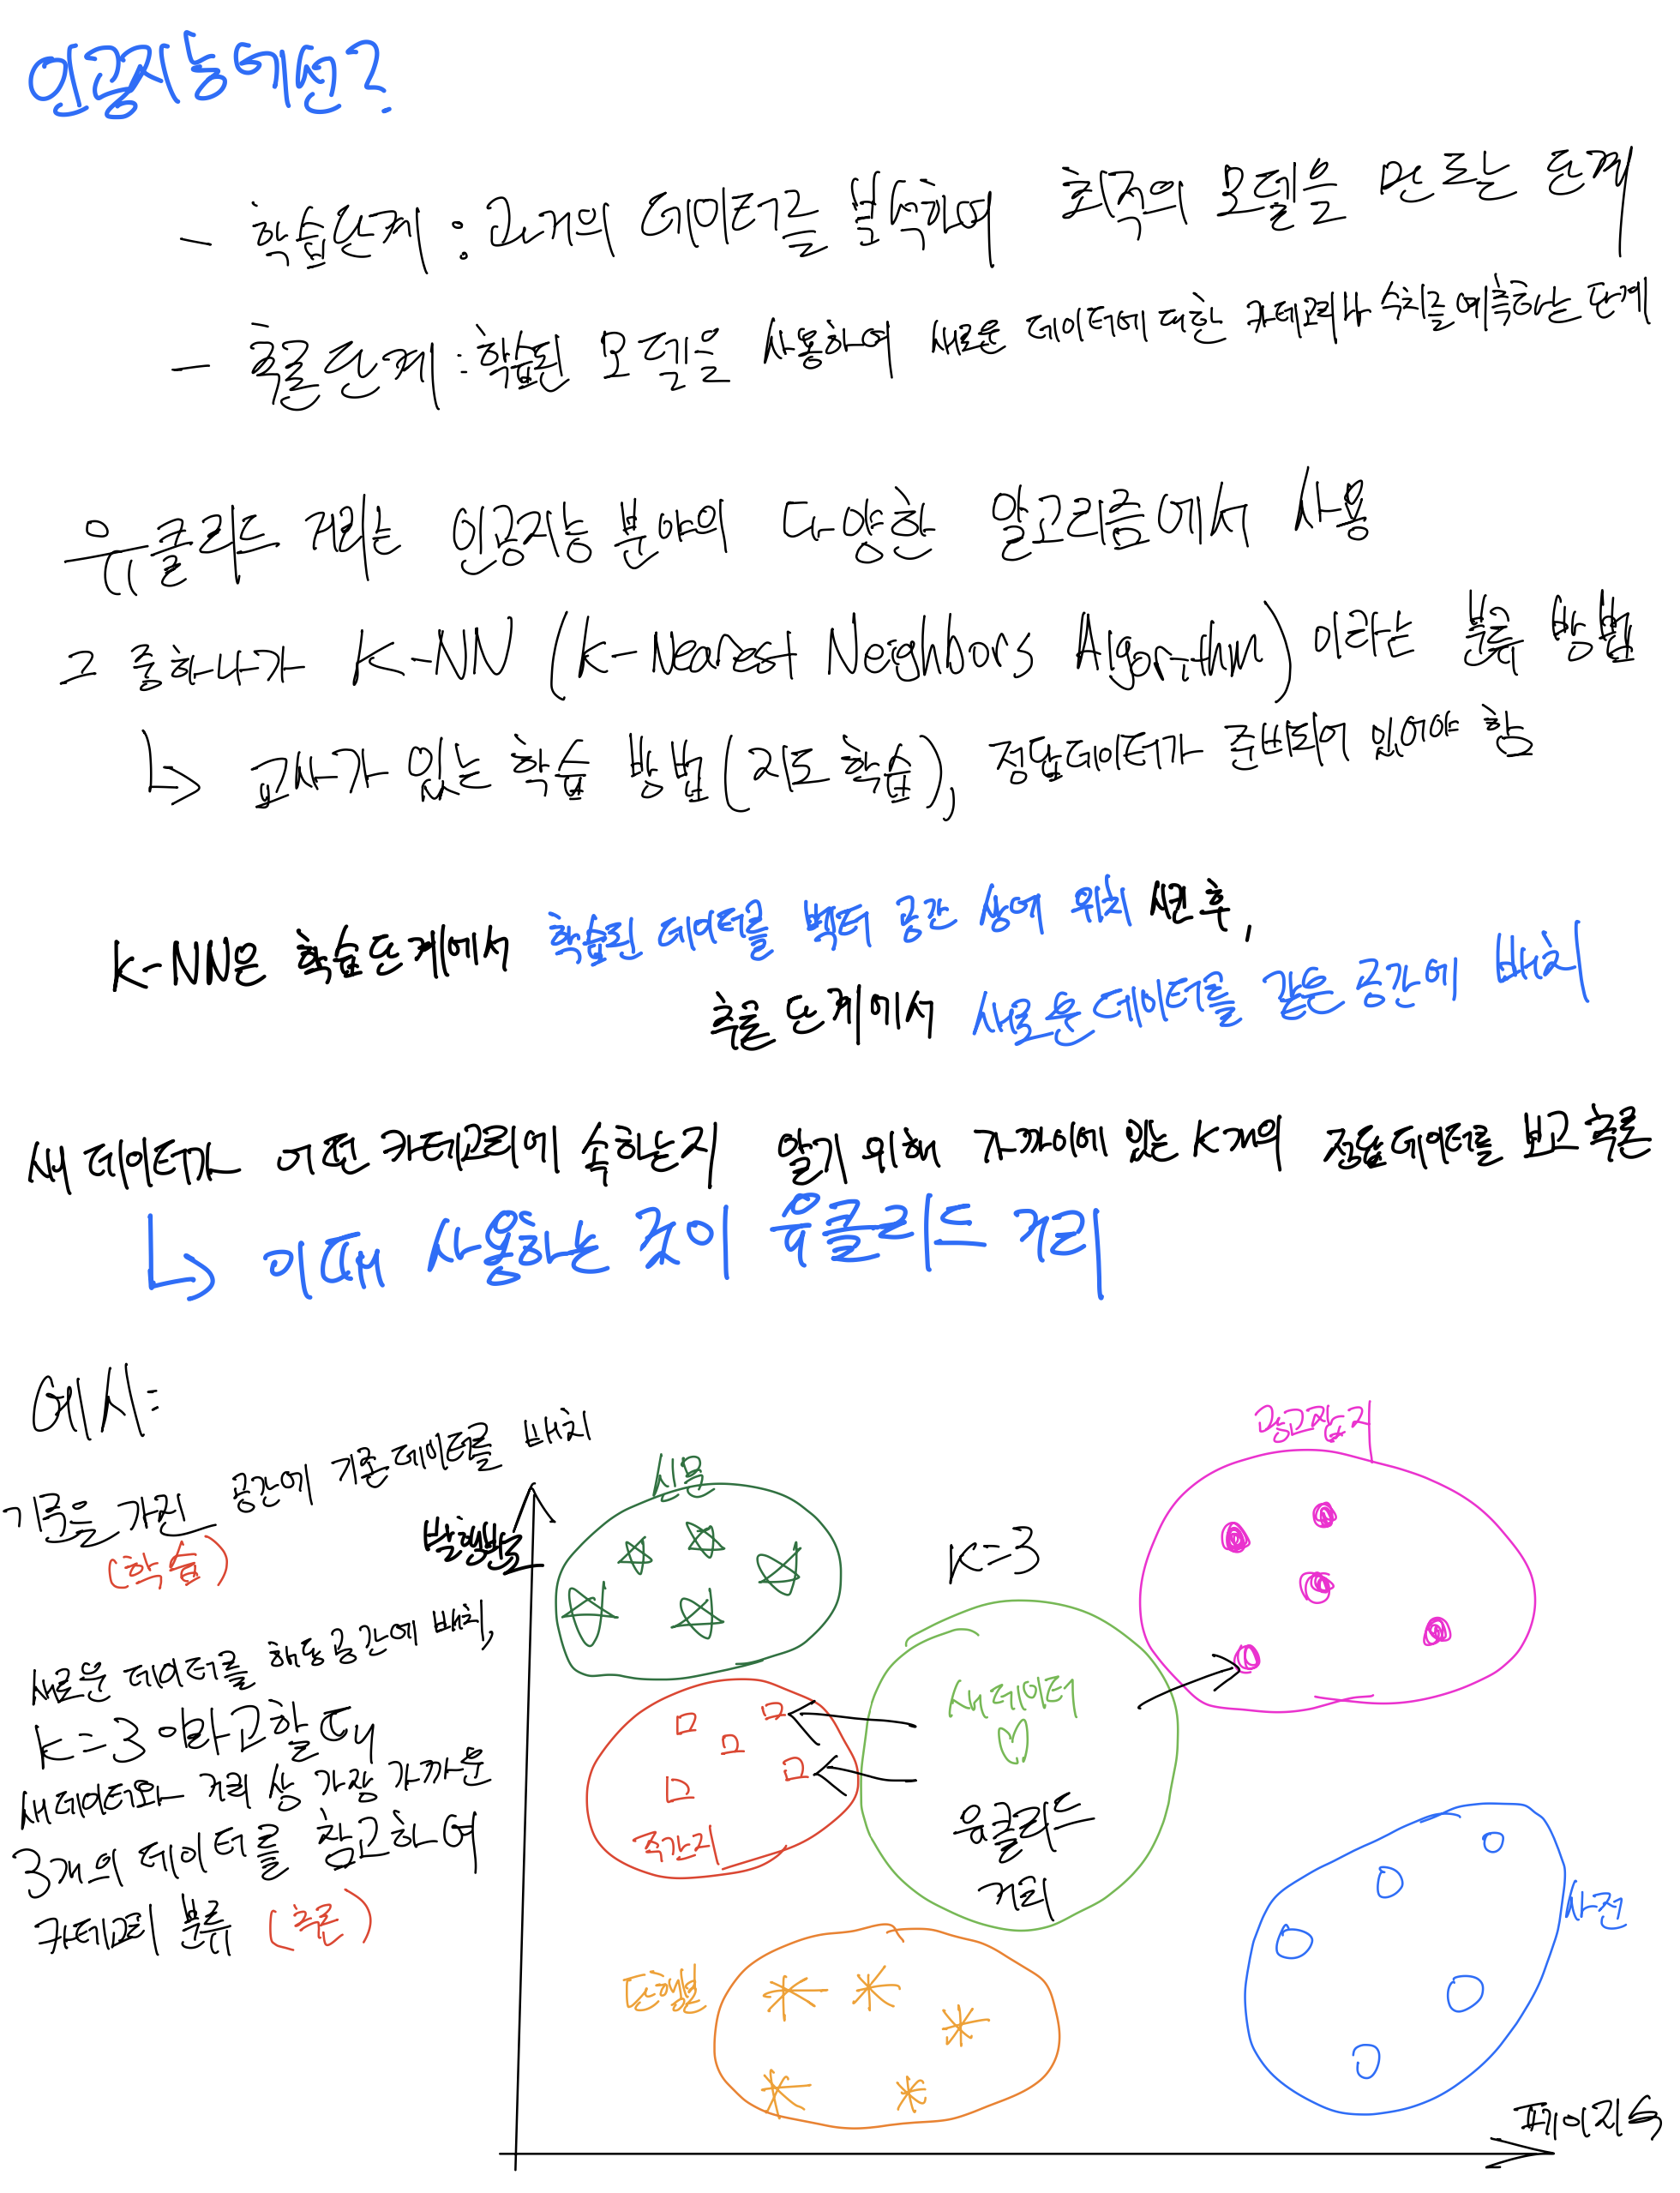 인공지능에선?
- 학습단계 : 과거의 데이터를 분석하여 최적의 모델을 만드는 단계
- 추론단계 : 학습된 모델을 사용하여 새로운 데이터에 대한 카테고리나 수치를 예측하는 단계
유클리드 거리는 인공지능 분야의 다양한 알고리즘에서 사용
그 중 하나가 K-NN (K-Nearest Neighbors Algorithm) 이라는 분류 방법
↳ 교사가 있는 학습 방법(지도 학습), 정답데이터가 준비되어 있어야 함
K-NN은 학습단계에서 학습된 데이터를 벡터 공간 상에 위치 시킨 후,
추론 단계에서 새로운 데이터를 같은 공간에 배치
새 데이터가 어떤 카테고리에 속하는지 알기 위해 가까이에 있는 K개의 정답데이터를 보고 추론
↳ 이때 사용하는 것이 유클리드 거리
예시:
기준을 가진 공간에 기존데이터를 배치
(학습)
새로운 데이터를 해당공간에 배치,
K=3 이라고할 때
새데이터와 거리 상 가장 가까운
3개의 데이터를 참고하여
카테고리 분류 (추론)
발행빈도
신문
K=3
광고잡지
새데이터
주간지
유클리드
거리
사전
단행본
페이지수